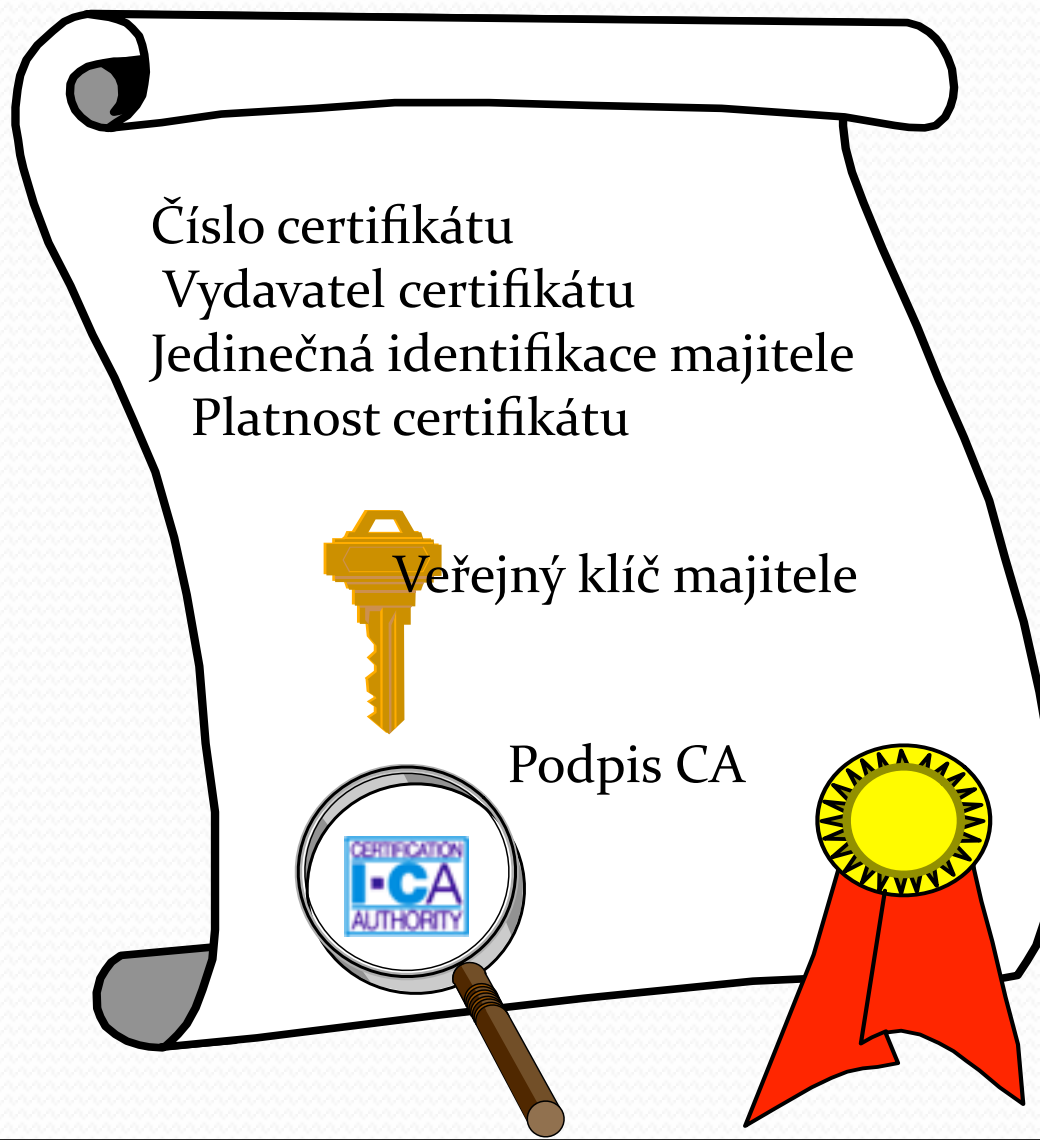 Číslo certifikátu
Vydavatel certifikátu
Jedinečná identifikace majitele
Platnost certifikátu
Veřejný klíč majitele
Podpis CA
CERTIFICATION
I·CA
AUTHORITY